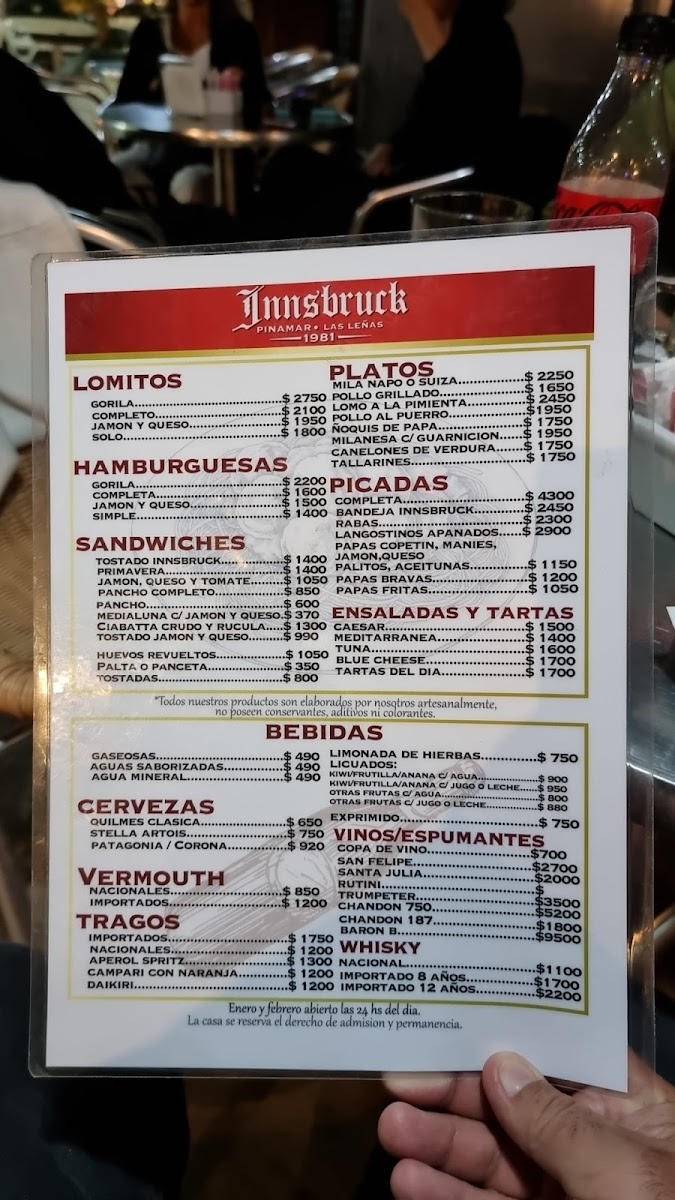 Innsbruck
PINAMAR • LAS LEÑAS
1981
LOMITOS
GORILA...$ 2750
COMPLETO...$ 2100
JAMON Y QUESO...$ 1950
SOLO...$ 1800
HAMBURGUESAS
GORILA...$ 2200
COMPLETA...$ 1600
JAMON Y QUESO...$ 1500
SIMPLE...$ 1400
SANDWICHES
TOSTADO INNSBRUCK...$ 1400
PRIMAVERA...$ 1400
JAMON, QUESO Y TOMATE...$ 1050
PANCHO COMPLETO...$ 850
PANCHO...$ 600
MEDIALUNA C/ JAMON Y QUESO.$ 370
CIABATTA CRUDO Y RUCULA...$ 1300
TOSTADO JAMON Y QUESO...$ 990
HUEVOS REVUELTOS...$ 1050
PALTA O PANCETA...$ 350
TOSTADAS...$ 800
PLATOS
MILA NAPO O SUIZA...$ 2250
POLLO GRILLADO...$ 1650
LOMO A LA PIMIENTA...$ 2450
POLLO AL PUERRO...$1950
ÑOQUIS DE PAPA...$ 1750
MILANESA C/ GUARNICION...$ 1950
CANELONES DE VERDURA...$ 1750
TALLARINES...$ 1750
PICADAS
COMPLETA...$ 4300
BANDEJA INNSBRUCK...$ 2450
RABAS...$ 2300
LANGOSTINOS APANADOS...$ 2900
PAPAS COPETIN, MANIES,
JAMON,QUESO
PALITOS, ACEITUNAS...$ 1150
PAPAS BRAVAS...$ 1200
PAPAS FRITAS...$ 1050
ENSALADAS Y TARTAS
CAESAR...$ 1500
MEDITARRANEA...$ 1400
TUNA...$ 1600
BLUE CHEESE...$ 1700
TARTAS DEL DIA...$ 1700
*Todos nuestros productos son elaborados por nosotros artesanalmente,
no poseen conservantes, aditivos ni colorantes.
BEBIDAS
GASEOSAS...$ 490
AGUAS SABORIZADAS...$ 490
AGUA MINERAL...$ 490
CERVEZAS
QUILMES CLASICA...$ 650
STELLA ARTOIS...$ 750
PATAGONIA / CORONA...$ 920
VERMOUTH
NACIONALES...$ 850
IMPORTADOS...$ 1200
TRAGOS
IMPORTADOS...$ 1750
NACIONALES...$ 1200
APEROL SPRITZ...$ 1300
CAMPARI CON NARANJA...$ 1200
DAIKIRI...$ 1200
LIMONADA DE HIERBAS...$ 750
LICUADOS:
KIWI/FRUTILLA/ANANA C/ AGUA...$ 900
KIWI/FRUTILLA/ANANA C/ JUGO O LECHE...$ 950
OTRAS FRUTAS C/ AGUA...$ 800
OTRAS FRUTAS C/ JUGO O LECHE...$ 880
EXPRIMIDO...$ 750
VINOS/ESPUMANTES
COPA DE VINO...$700
SAN FELIPE...$2700
SANTA JULIA...$2000
RUTINI...$
TRUMPETER...$3500
CHANDON 750...$5200
CHANDON 187...$1800
BARON B...$9500
WHISKY
NACIONAL...$1100
IMPORTADO 8 AÑOS...$1700
IMPORTADO 12 AÑOS...$2200
Enero y febrero abierto las 24 hs del dia.
La casa se reserva el derecho de admision y permanencia.